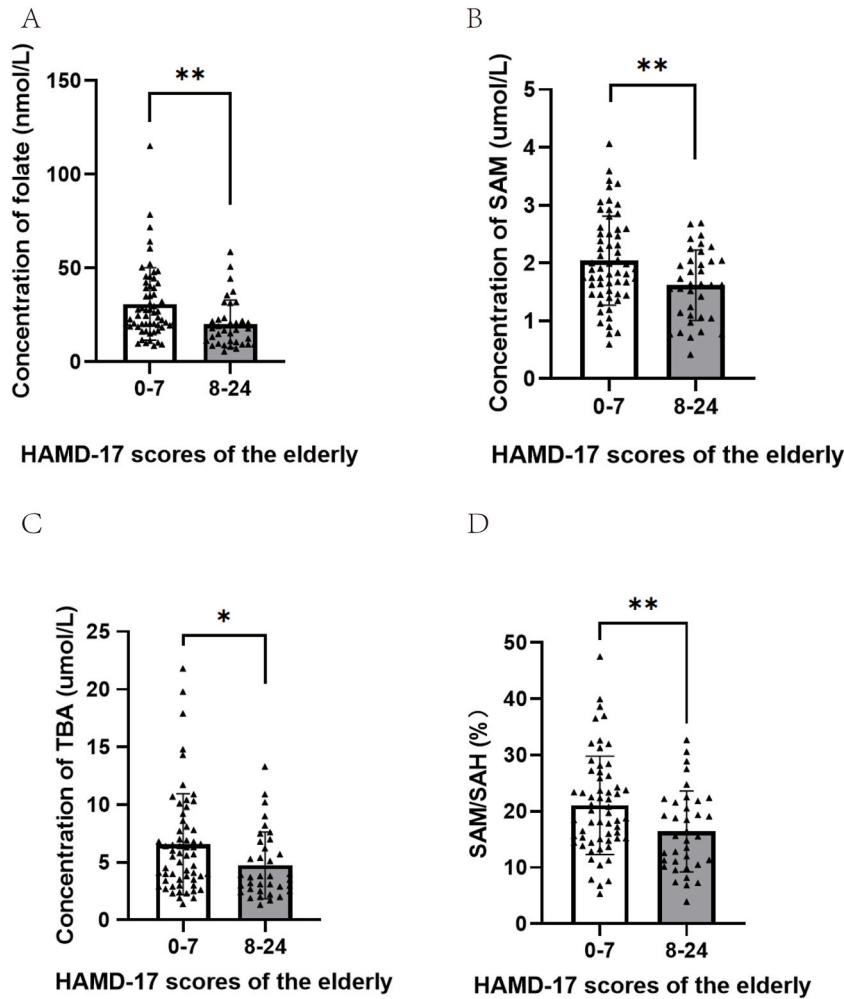 A
Concentration of folate (nmol/L)
150
100
50
0
**
0-7
8-24
HAMD-17 scores of the elderly
B
Concentration of SAM (umol/L)
5
4
3
2
1
0
**
0-7
8-24
HAMD-17 scores of the elderly
C
Concentration of TBA (umol/L)
25
20
15
10
5
0
*
0-7
8-24
HAMD-17 scores of the elderly
D
SAM/SAH (%)
50
40
30
20
10
0
**
0-7
8-24
HAMD-17 scores of the elderly